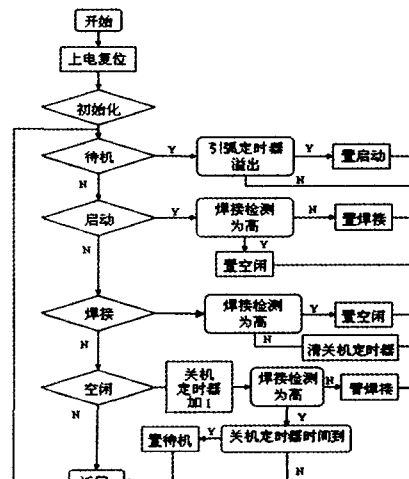 开始
上电复位
初始化
待机
Y
引弧定时器
溢出
Y
置启动
N
N
启动
Y
焊接检测
为高
N
置焊接
Y
置空闲
N
焊接
焊接检测
为高
Y
置空闲
N
清关机定时器
N
空闲
关机
定时器
加1
焊接检测
为高
N
置焊接
Y
N
置待机
Y
关机定时器时间到
N
返回